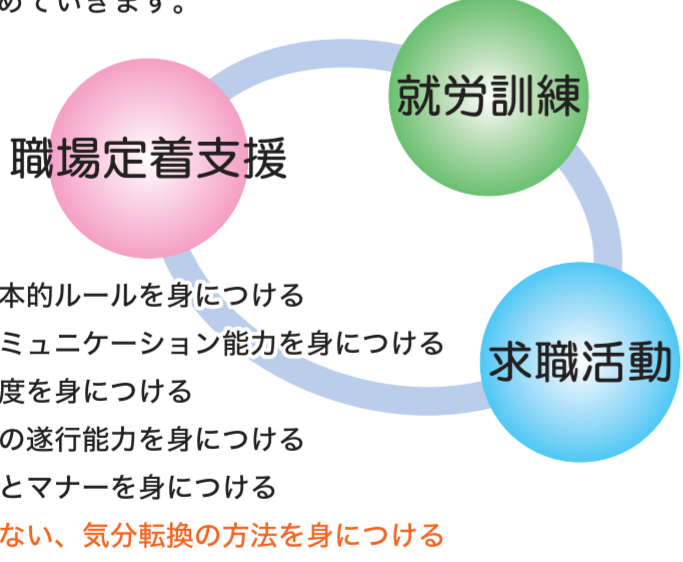 めていきます。
就労訓練
職場定着支援
本的ルールを身につける
ミュニケーション能力を身につける
求職活動
度を身につける
の遂行能力を身につける
とマナーを身につける
ない、気分転換の方法を身につける